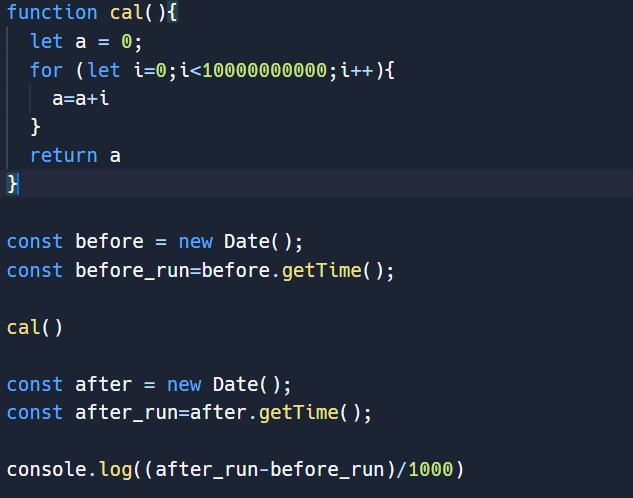 function cal(){
  let a = 0;
  for (let i=0;i<10000000000;i++){
    a=a+i
  }
  return a
}

const before = new Date();
const before_run=before.getTime();

cal()

const after = new Date();
const after_run=after.getTime();

console.log((after_run-before_run)/1000)